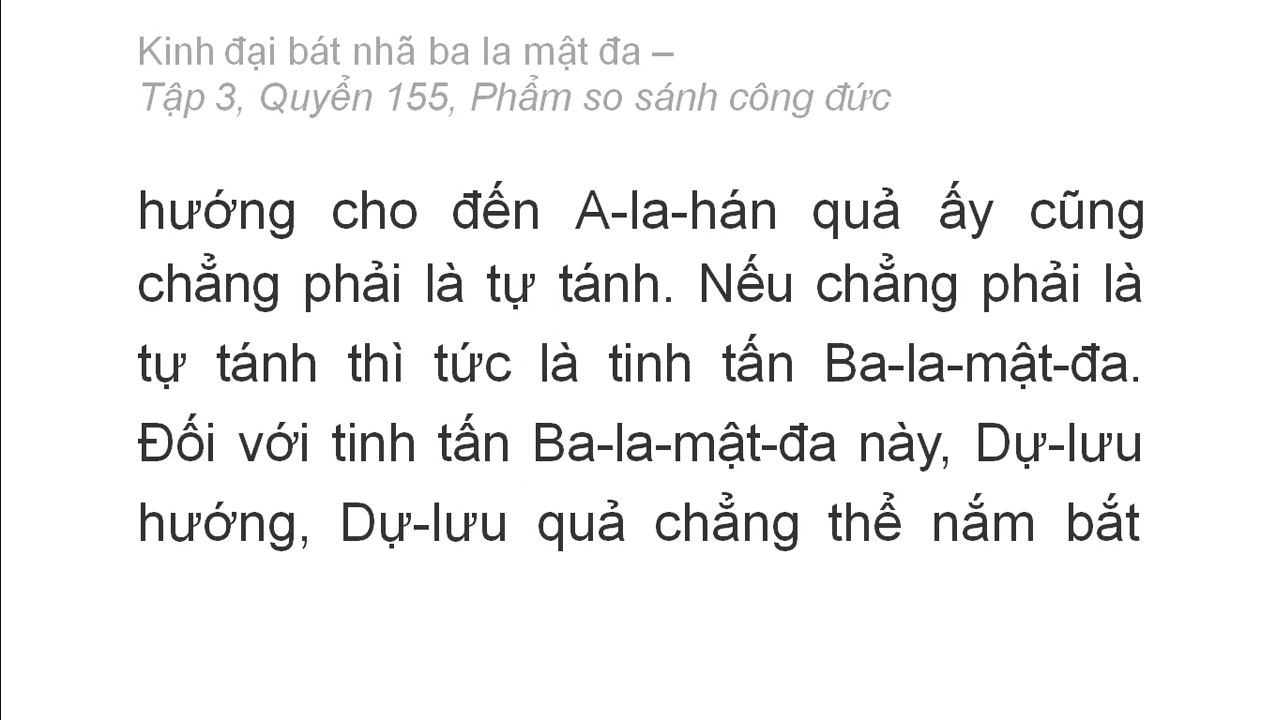 Kinh đại bát nhã ba la mật đa –
Tập 3, Quyển 155, Phẩm so sánh công đức
hướng cho đến A-la-hán quả ấy cũng
chẳng phải là tự tánh. Nếu chẳng phải là
tự tánh thì tức là tinh tấn Ba-la-mật-đa.
Đối với tinh tấn Ba-la-mật-đa này, Dự-lưu
hướng, Dự-lưu quả chẳng thể nắm bắt